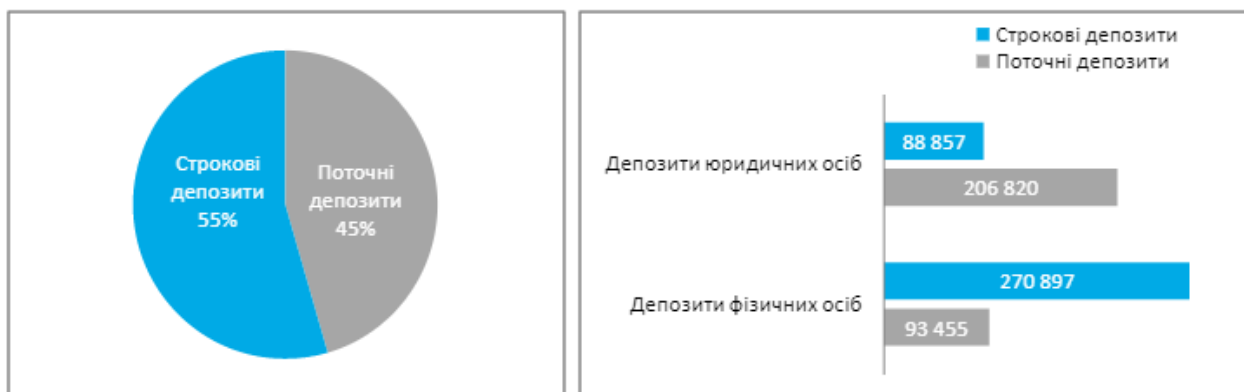 Строкові
депозити
55%
Поточні
депозити
45%
Строкові депозити
Поточні депозити
Депозити юридичних осіб
88 857
206 820
Депозити фізичних осіб
270 897
93 455